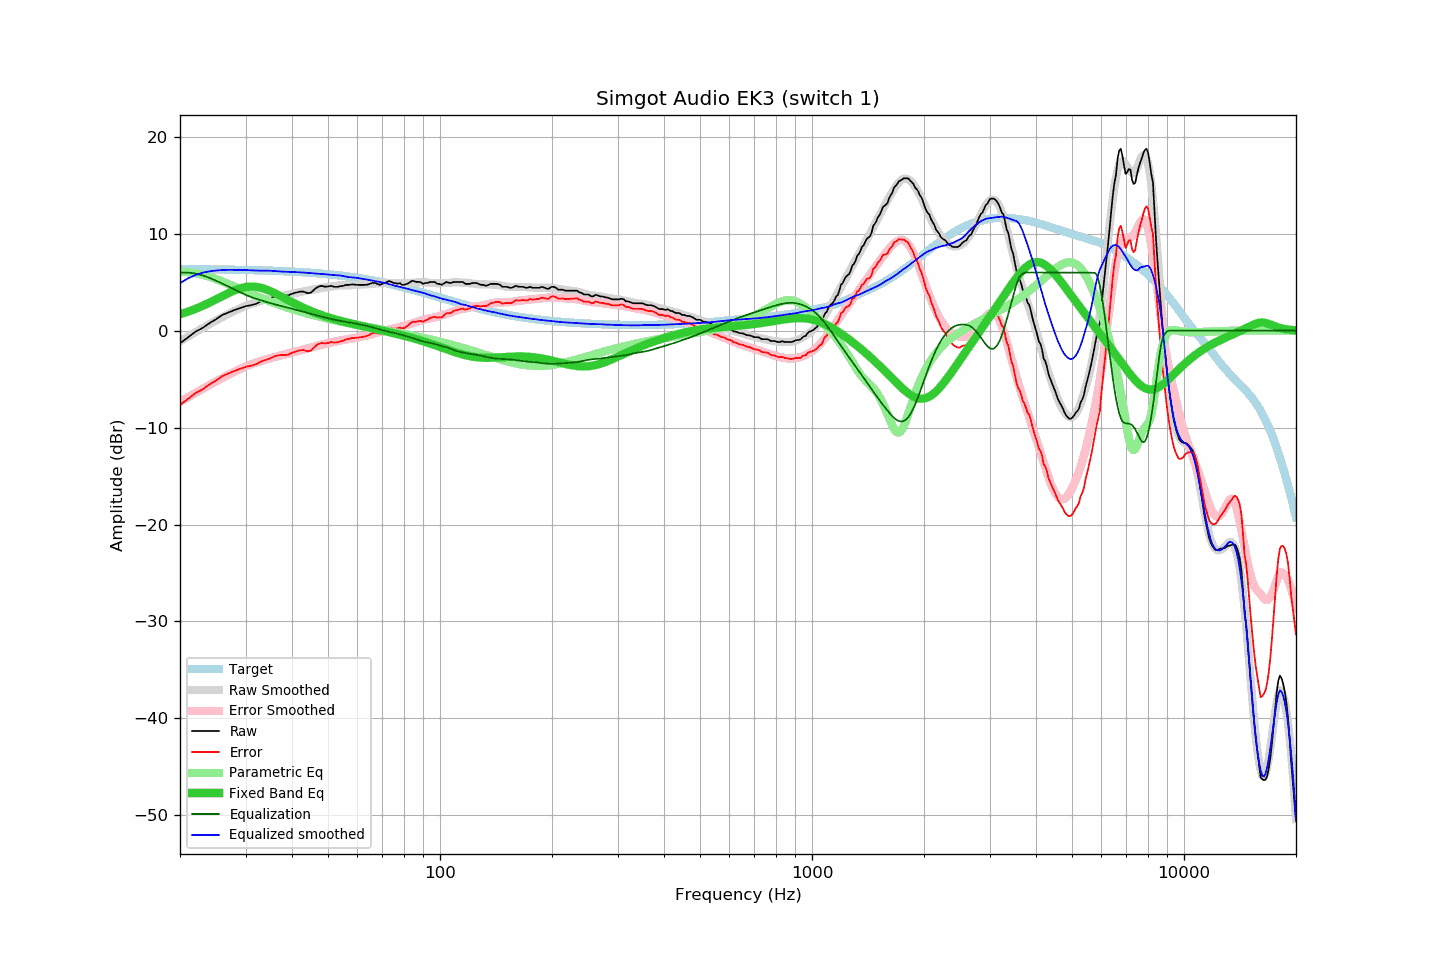 Simgot Audio EK3 (switch 1)
20
10
0
−10
−20
−30
−40
−50
Amplitude (dBr)
Target
Raw Smoothed
Error Smoothed
Raw
Error
Parametric Eq
Fixed Band Eq
Equalization
Equalized smoothed
100
1000
10000
Frequency (Hz)